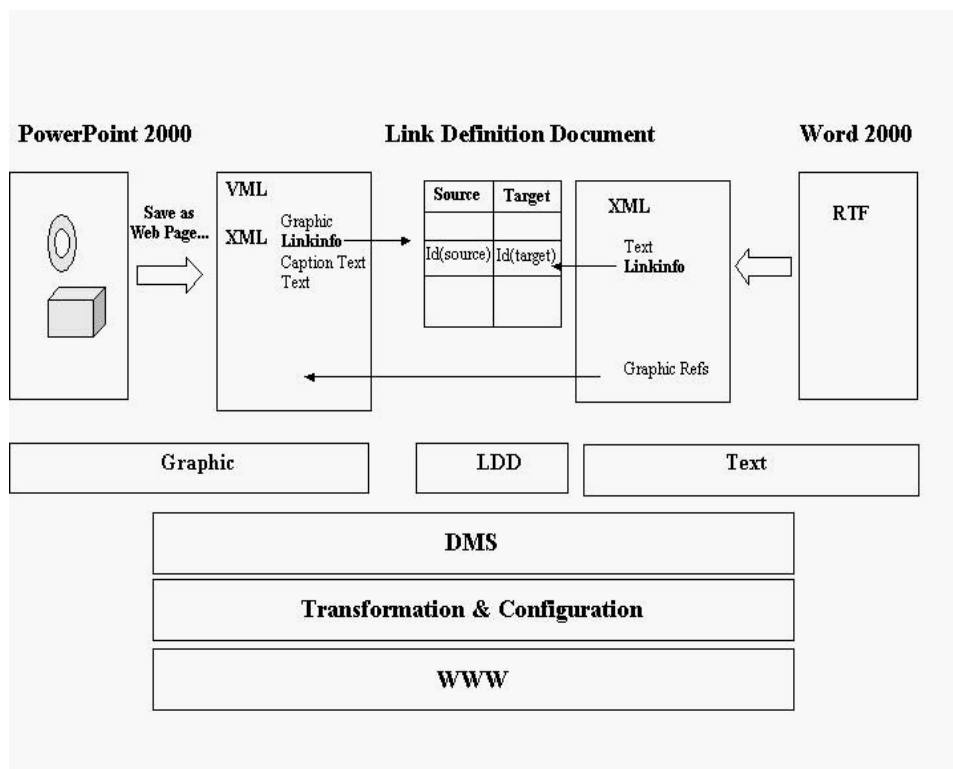 PowerPoint 2000
Link Definition Document
Word 2000
Save as
Web Page...
VML
XML
Graphic
Linkinfo
Caption Text
Text
Source Target
Id(source) Id(target)
XML
Text
Linkinfo
Graphic Refs
RTF
Graphic
LDD
Text
DMS
Transformation & Configuration
WWW